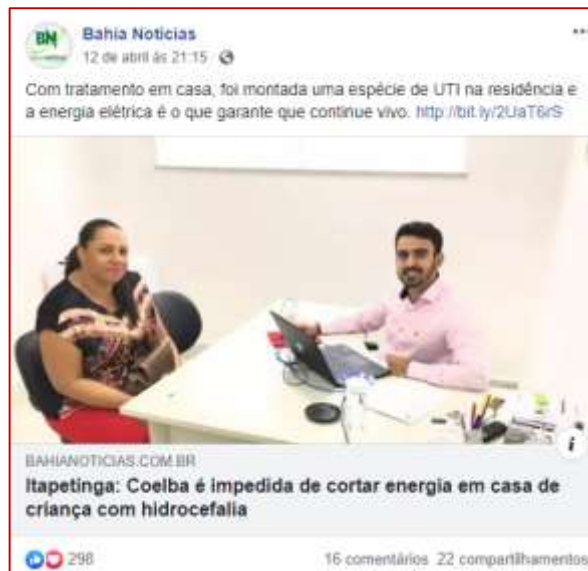 BN
Bahia Notícias
12 de abril às 21:15
Com tratamento em casa, foi montada uma espécie de UTI na residência e
a energia elétrica é o que garante que continue vivo. http://bit.ly/2UaT6rS
BAHIANOTICIAS.COM.BR
Itapetinga: Coelba é impedida de cortar energia em casa de
criança com hidrocefalia
298
16 comentários 22 compartilhamentos